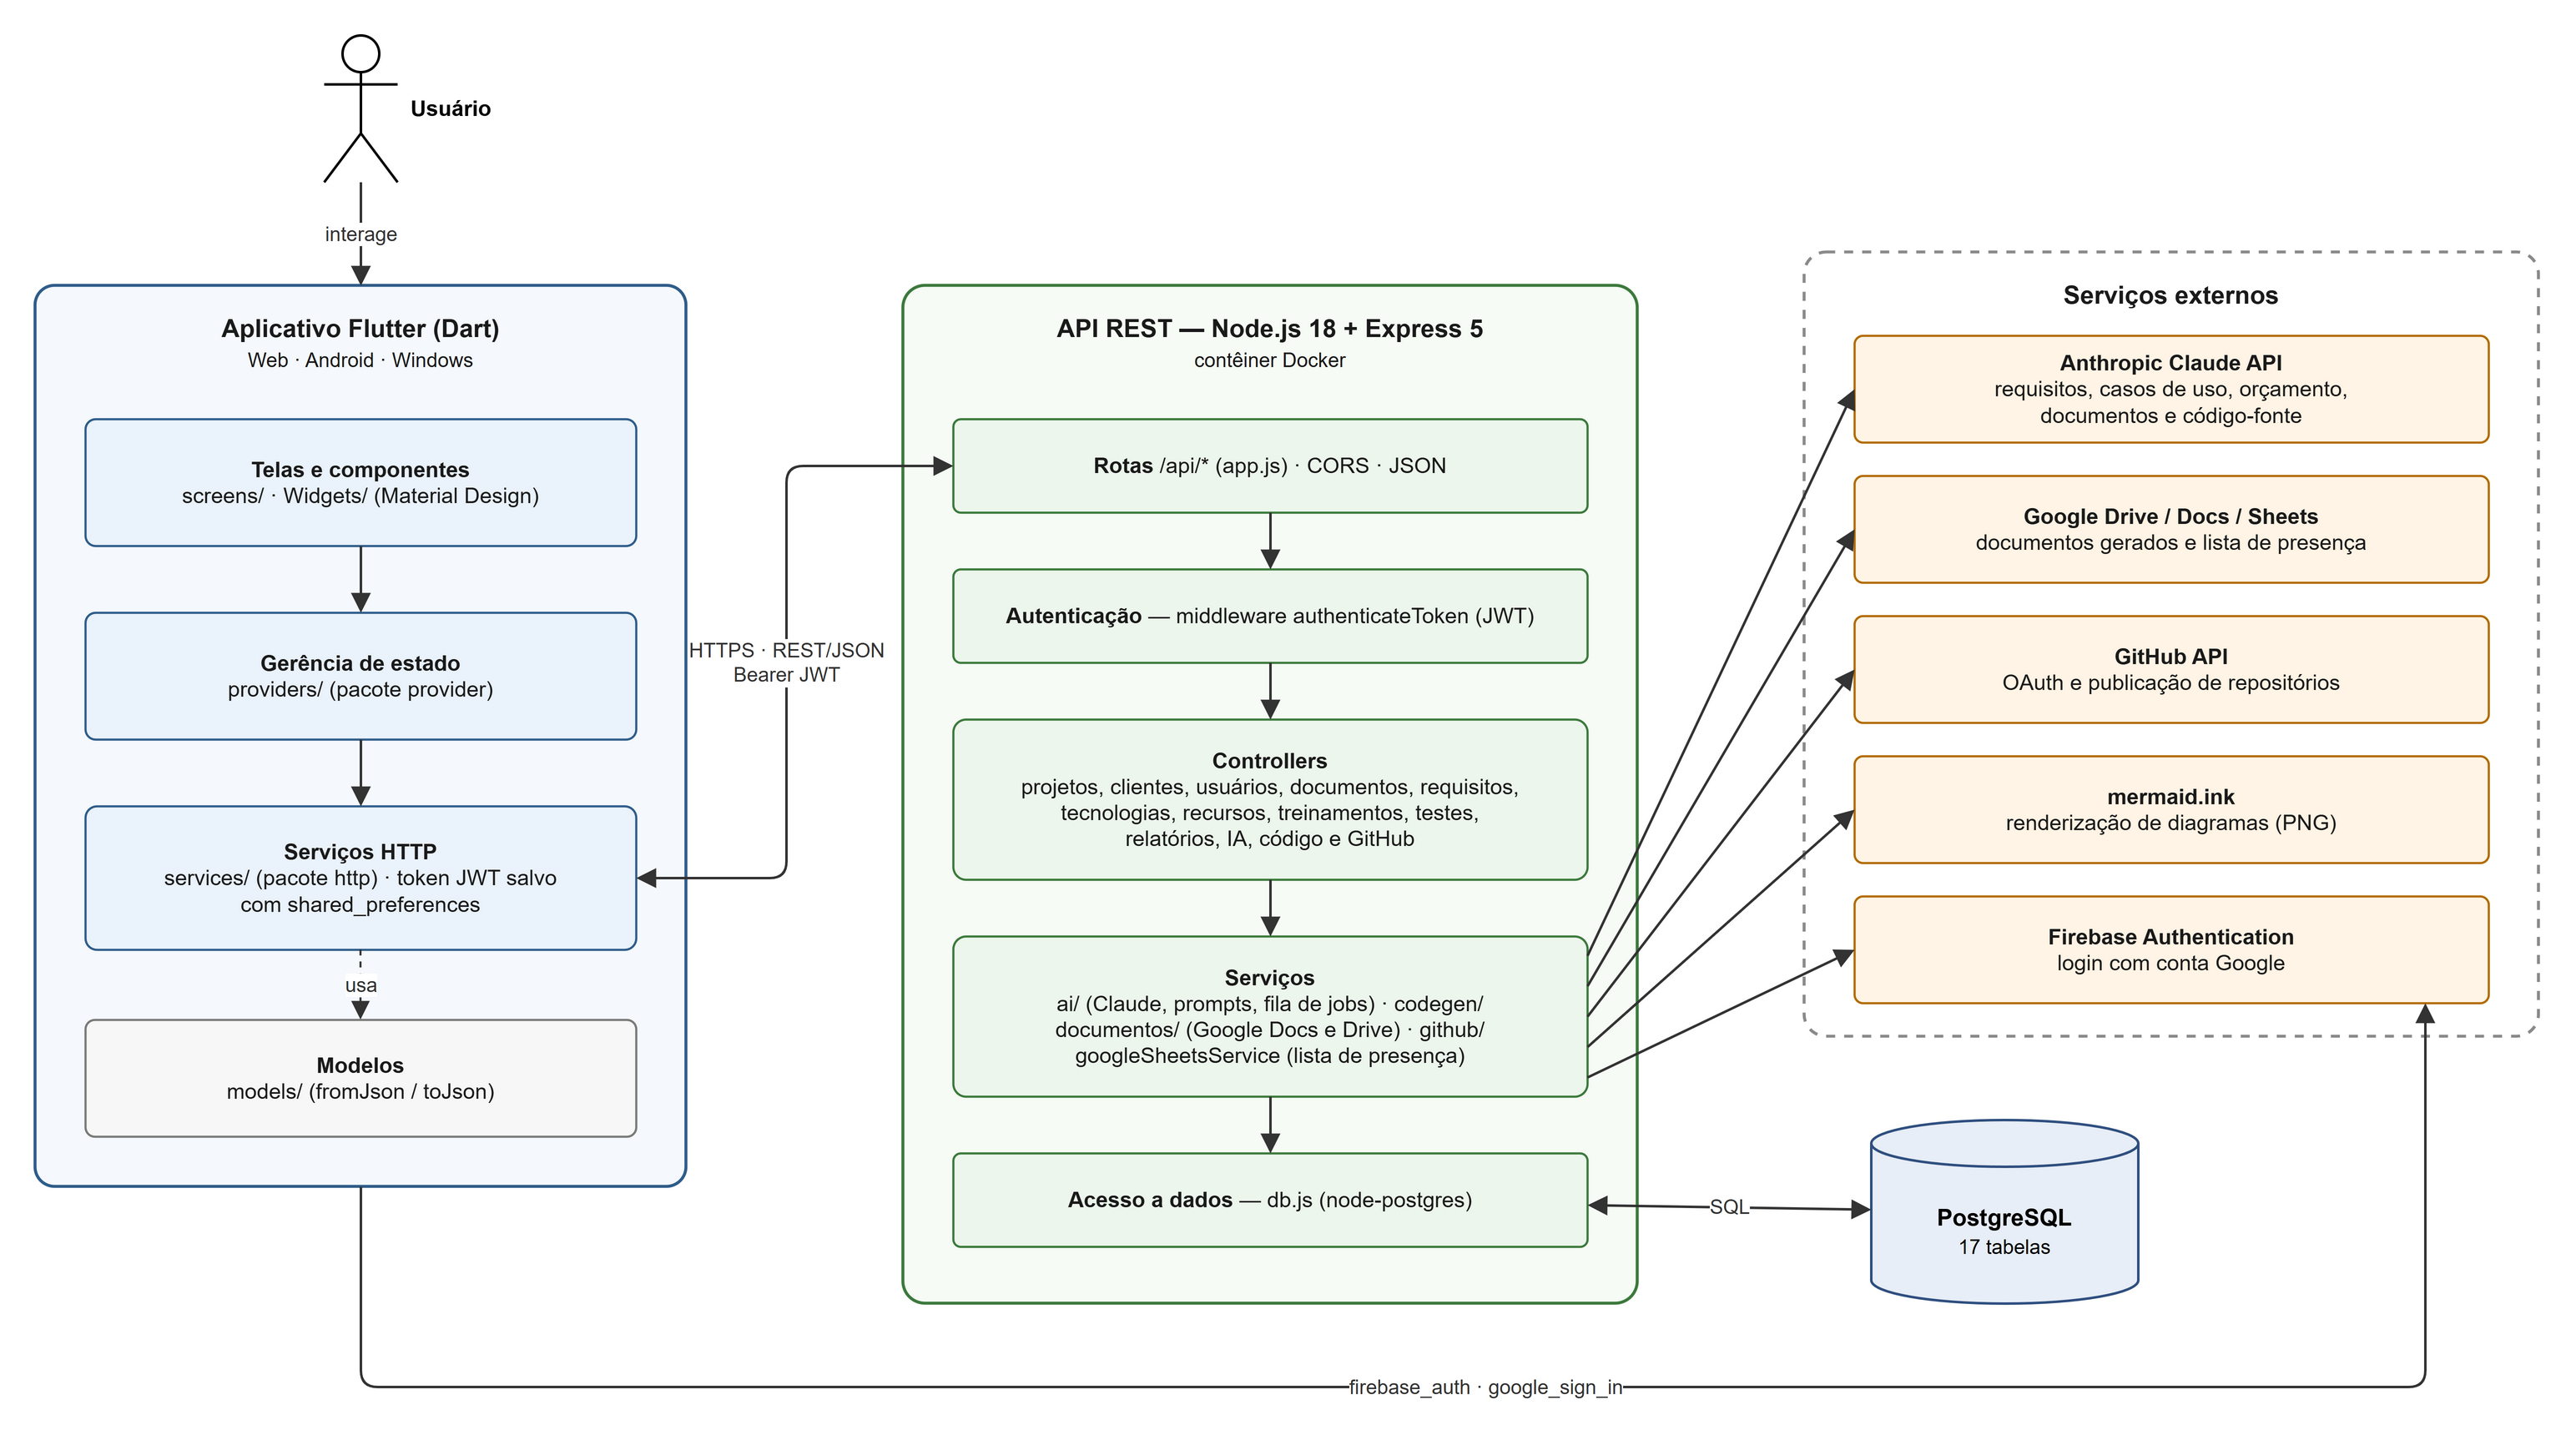 Usuário
interage
Aplicativo Flutter (Dart)
Web · Android · Windows
Telas e componentes
screens/ · Widgets/ (Material Design)
Gerência de estado
providers/ (pacote provider)
Serviços HTTP
services/ (pacote http) · token JWT salvo
com shared_preferences
usa
Modelos
models/ (fromJson / toJson)
HTTPS · REST/JSON
Bearer JWT
API REST — Node.js 18 + Express 5
contêiner Docker
Rotas /api/* (app.js) · CORS · JSON
Autenticação — middleware authenticateToken (JWT)
Controllers
projetos, clientes, usuários, documentos, requisitos,
tecnologias, recursos, treinamentos, testes,
relatórios, IA, código e GitHub
Serviços
ai/ (Claude, prompts, fila de jobs) · codegen/
documentos/ (Google Docs e Drive) · github/
googleSheetsService (lista de presença)
Acesso a dados — db.js (node-postgres)
SQL
Serviços externos
Anthropic Claude API
requisitos, casos de uso, orçamento,
documentos e código-fonte
Google Drive / Docs / Sheets
documentos gerados e lista de presença
GitHub API
OAuth e publicação de repositórios
mermaid.ink
renderização de diagramas (PNG)
Firebase Authentication
login com conta Google
PostgreSQL
17 tabelas
firebase_auth · google_sign_in